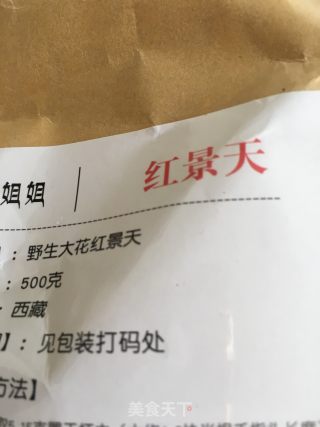 姐姐 | 红景天
：野生大花红景天
：500克
：西藏
】：见包装打码处
方法】
美食天下